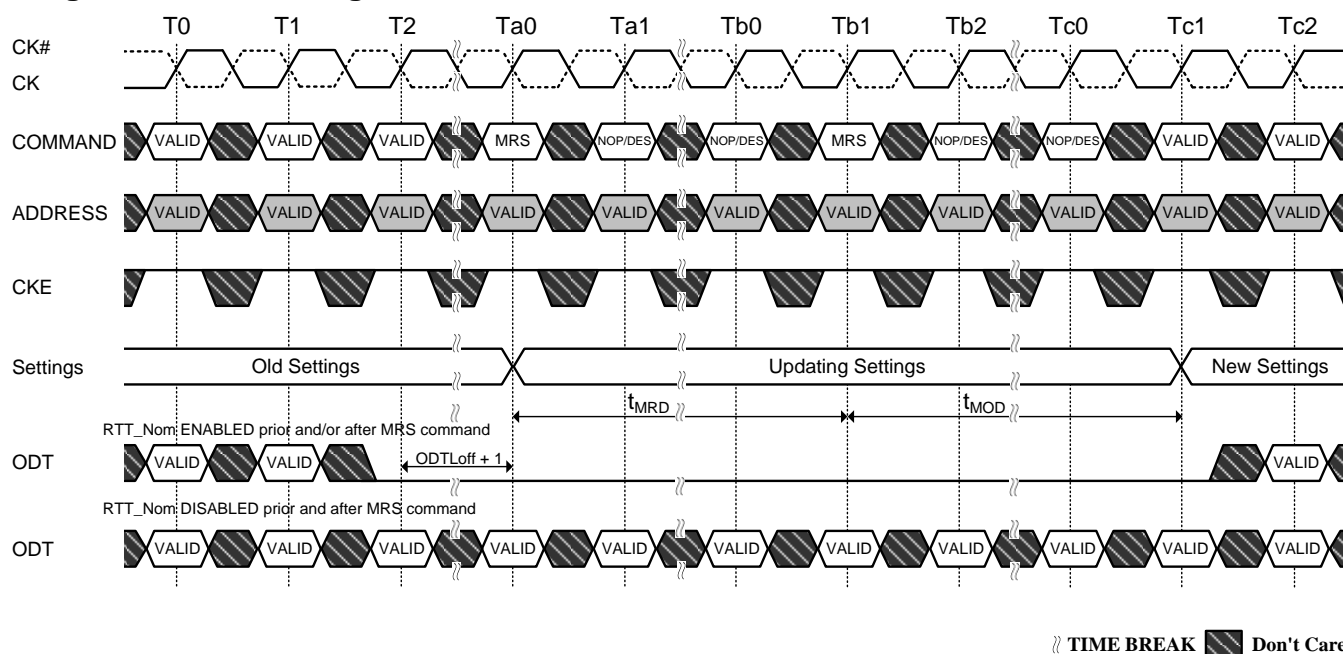 T0 T1 T2 Ta0 Ta1 Tb0 Tb1 Tb2 Tc0 Tc1 Tc2
CK#
CK
COMMAND VALID VALID VALID MRS NOP/DES NOP/DES MRS NOP/DES NOP/DES VALID VALID
ADDRESS VALID VALID VALID VALID VALID VALID VALID VALID VALID VALID VALID
CKE
Settings Old Settings Updating Settings New Settings
tMRD tMOD
RTT_Nom ENABLED prior and/or after MRS command
ODT VALID VALID ODTLoff + 1 VALID
RTT_Nom DISABLED prior and after MRS command
ODT VALID VALID VALID VALID VALID VALID VALID VALID VALID VALID VALID
TIME BREAK Don't Care